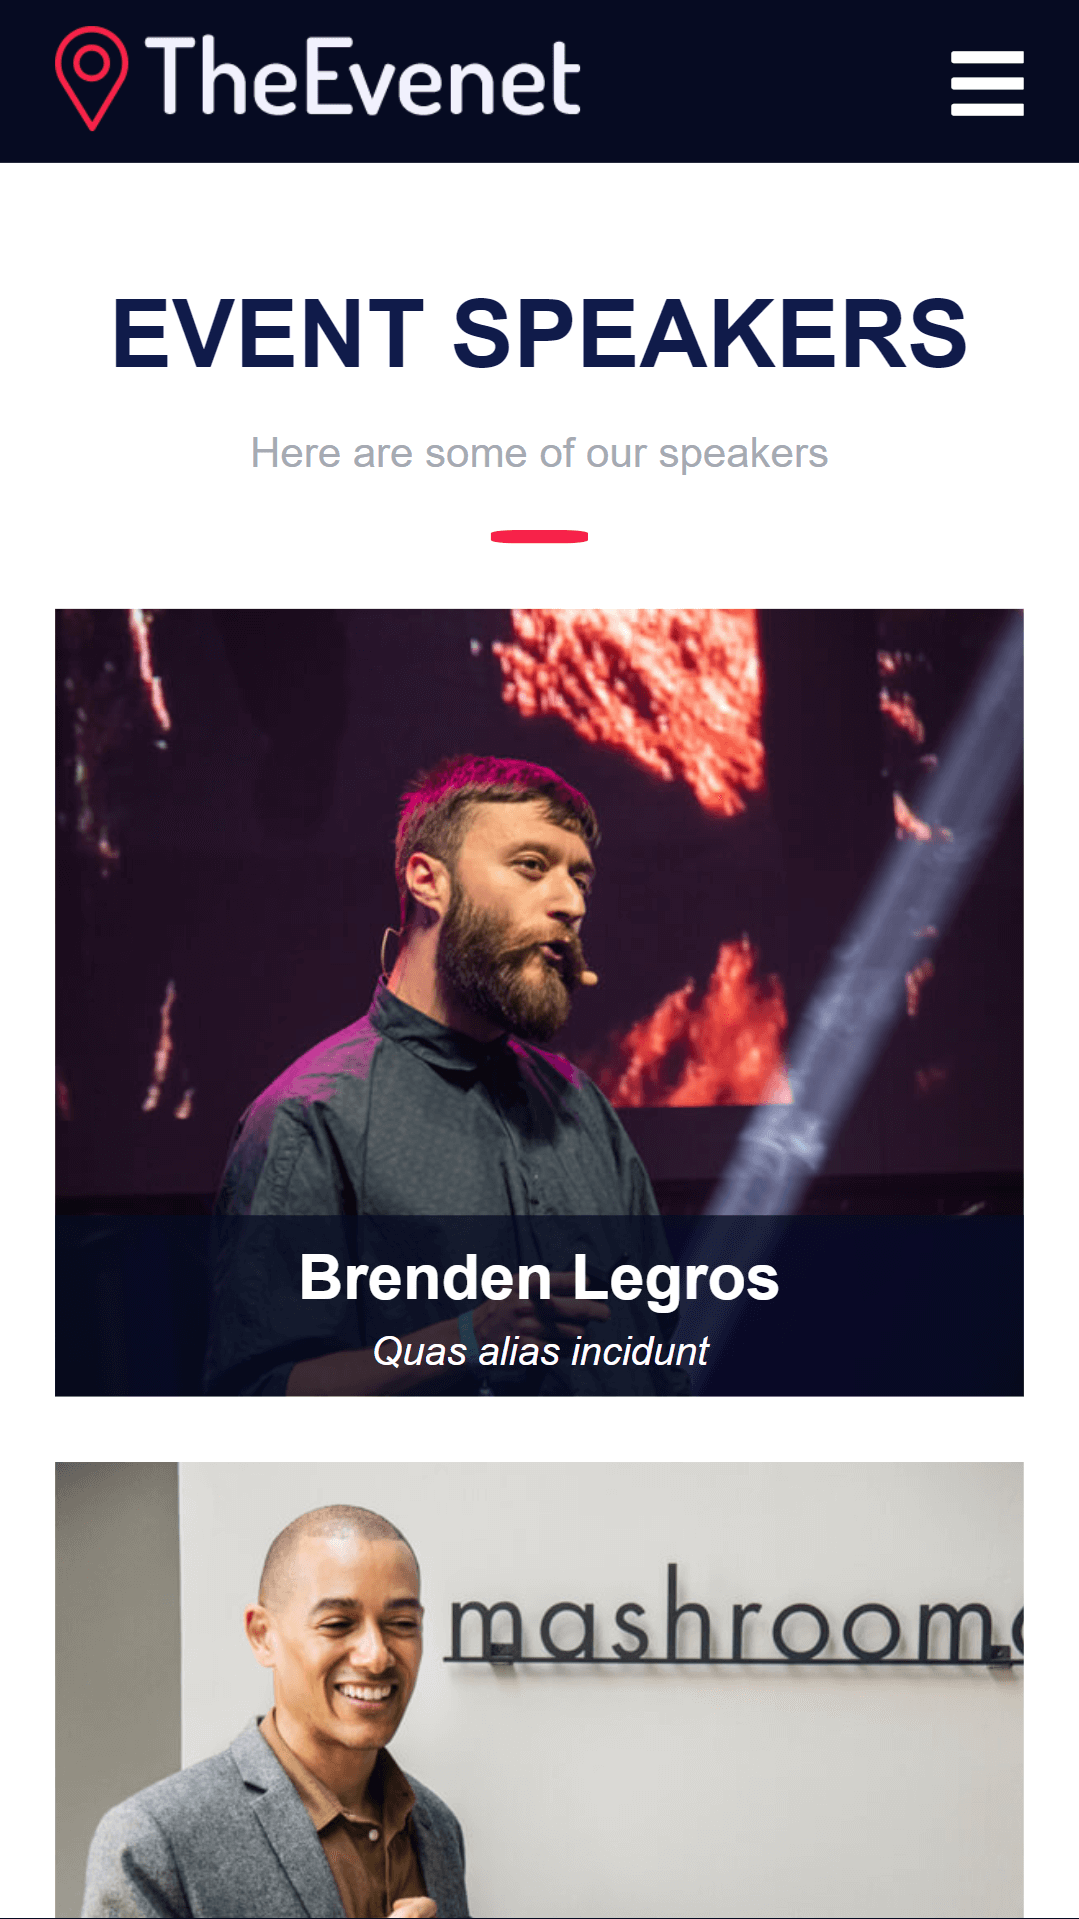 TheEvenet
EVENT SPEAKERS
Here are some of our speakers
Brenden Legros
Quas alias incidunt
mashroom